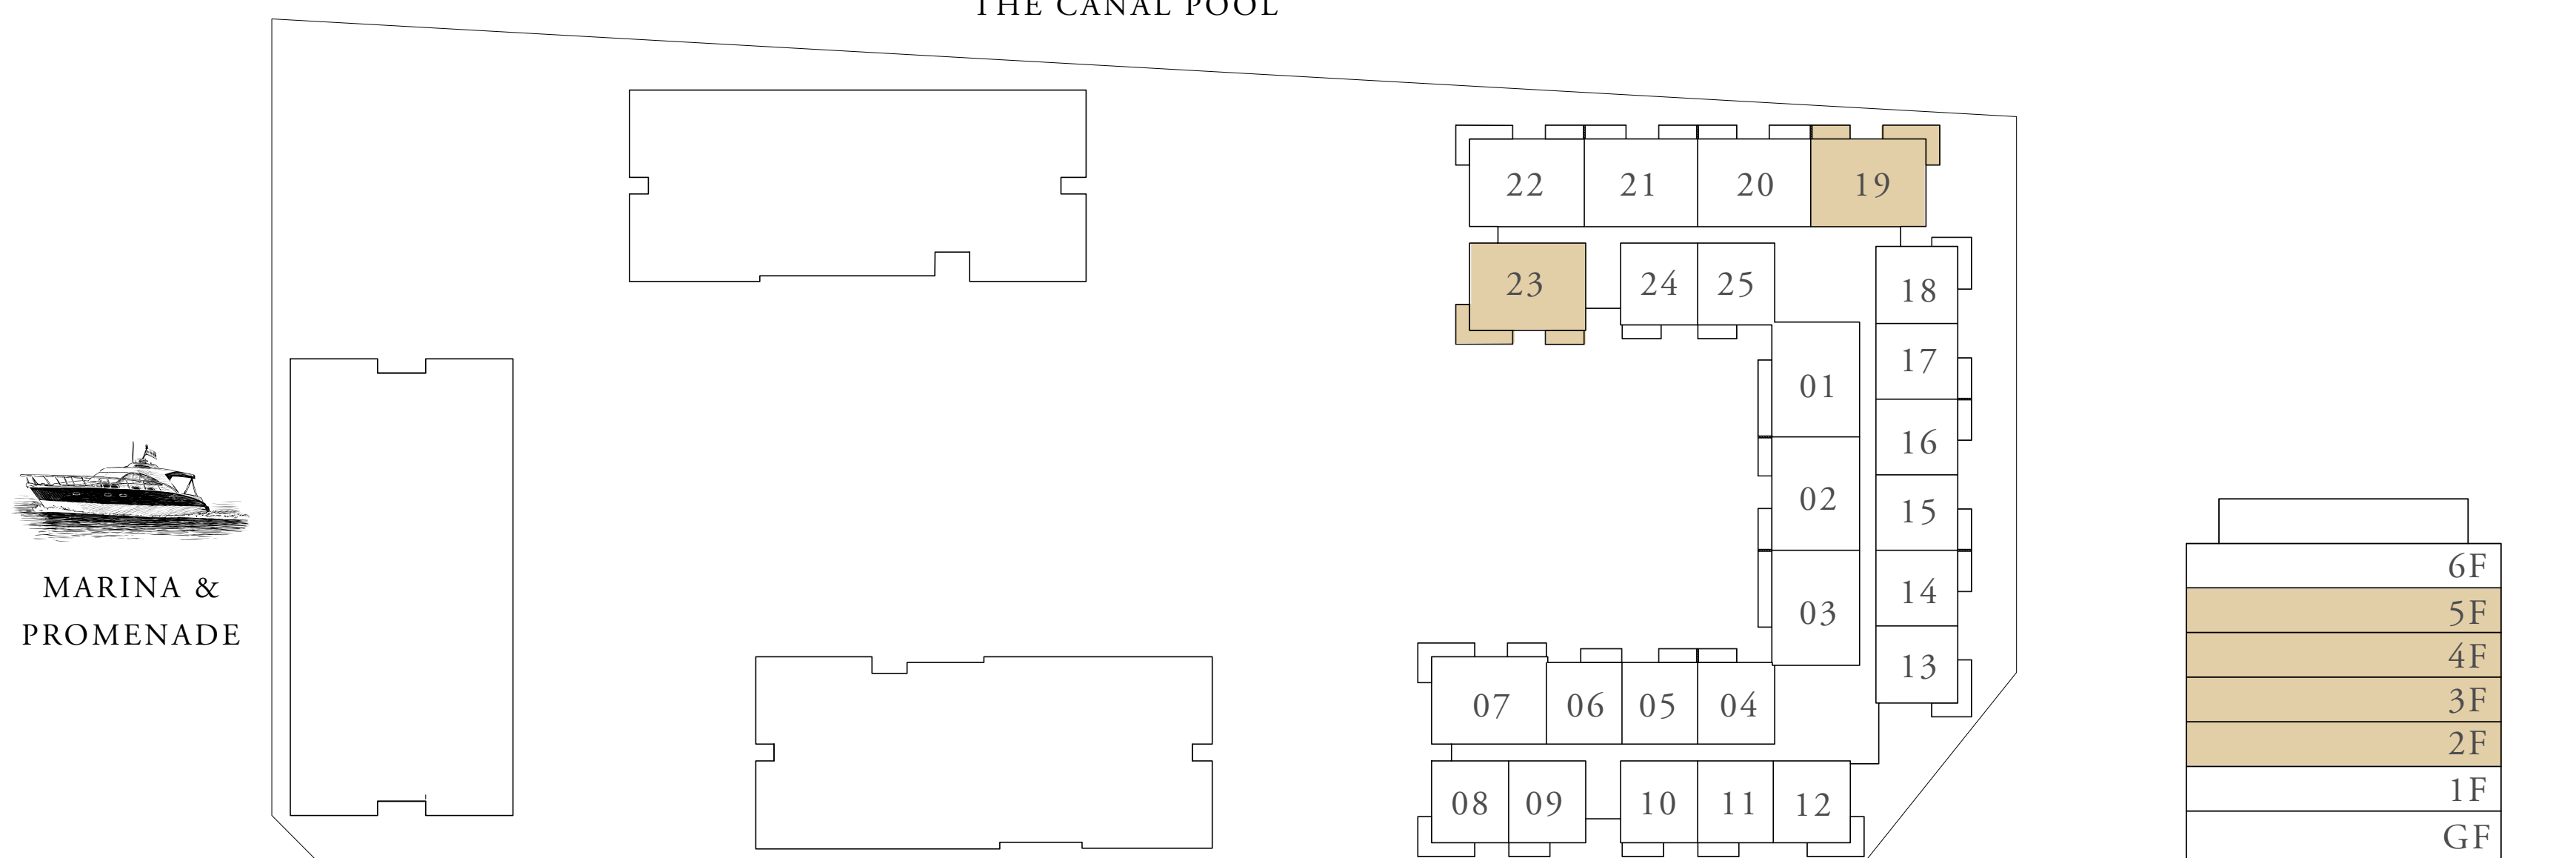 THE CANAL POOL
22 21 20 19
23 24 25 18
17
01
16
02 15
14
03
13
07 06 05 04
08 09 10 11 12
MARINA &
PROMENADE
6F
5F
4F
3F
2F
1F
GF